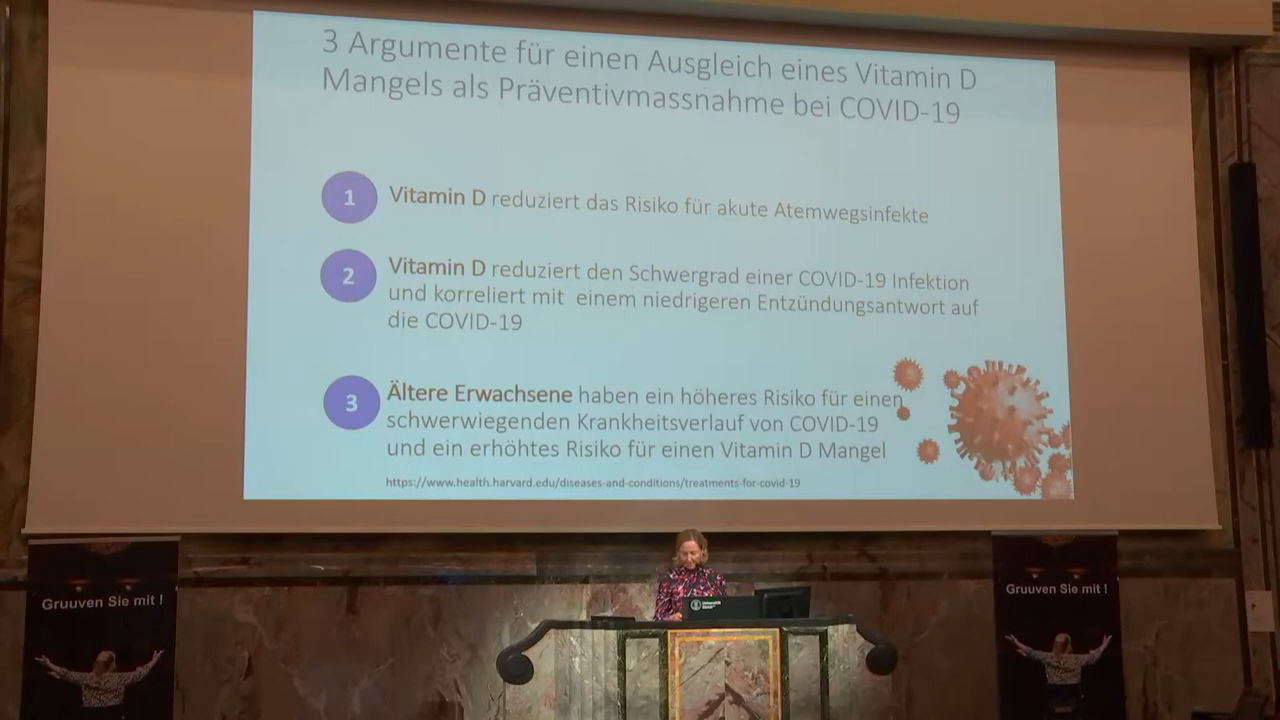 3 Argumente für einen Ausgleich eines Vitamin D
Mangels als Präventivmassnahme bei COVID-19
1 Vitamin D reduziert das Risiko für akute Atemwegsinfekte
2 Vitamin D reduziert den Schwergrad einer COVID-19 Infektion
und korreliert mit einem niedrigeren Entzündungsantwort auf
die COVID-19
3 Ältere Erwachsene haben ein höheres Risiko für einen
schwerwiegenden Krankheitsverlauf von COVID-19
und ein erhöhtes Risiko für einen Vitamin D Mangel
https://www.health.harvard.edu/diseases-and-conditions/treatments-for-covid-19
Gruuven Sie mit !
Gruuven Sie mit !
Universität
Zürich